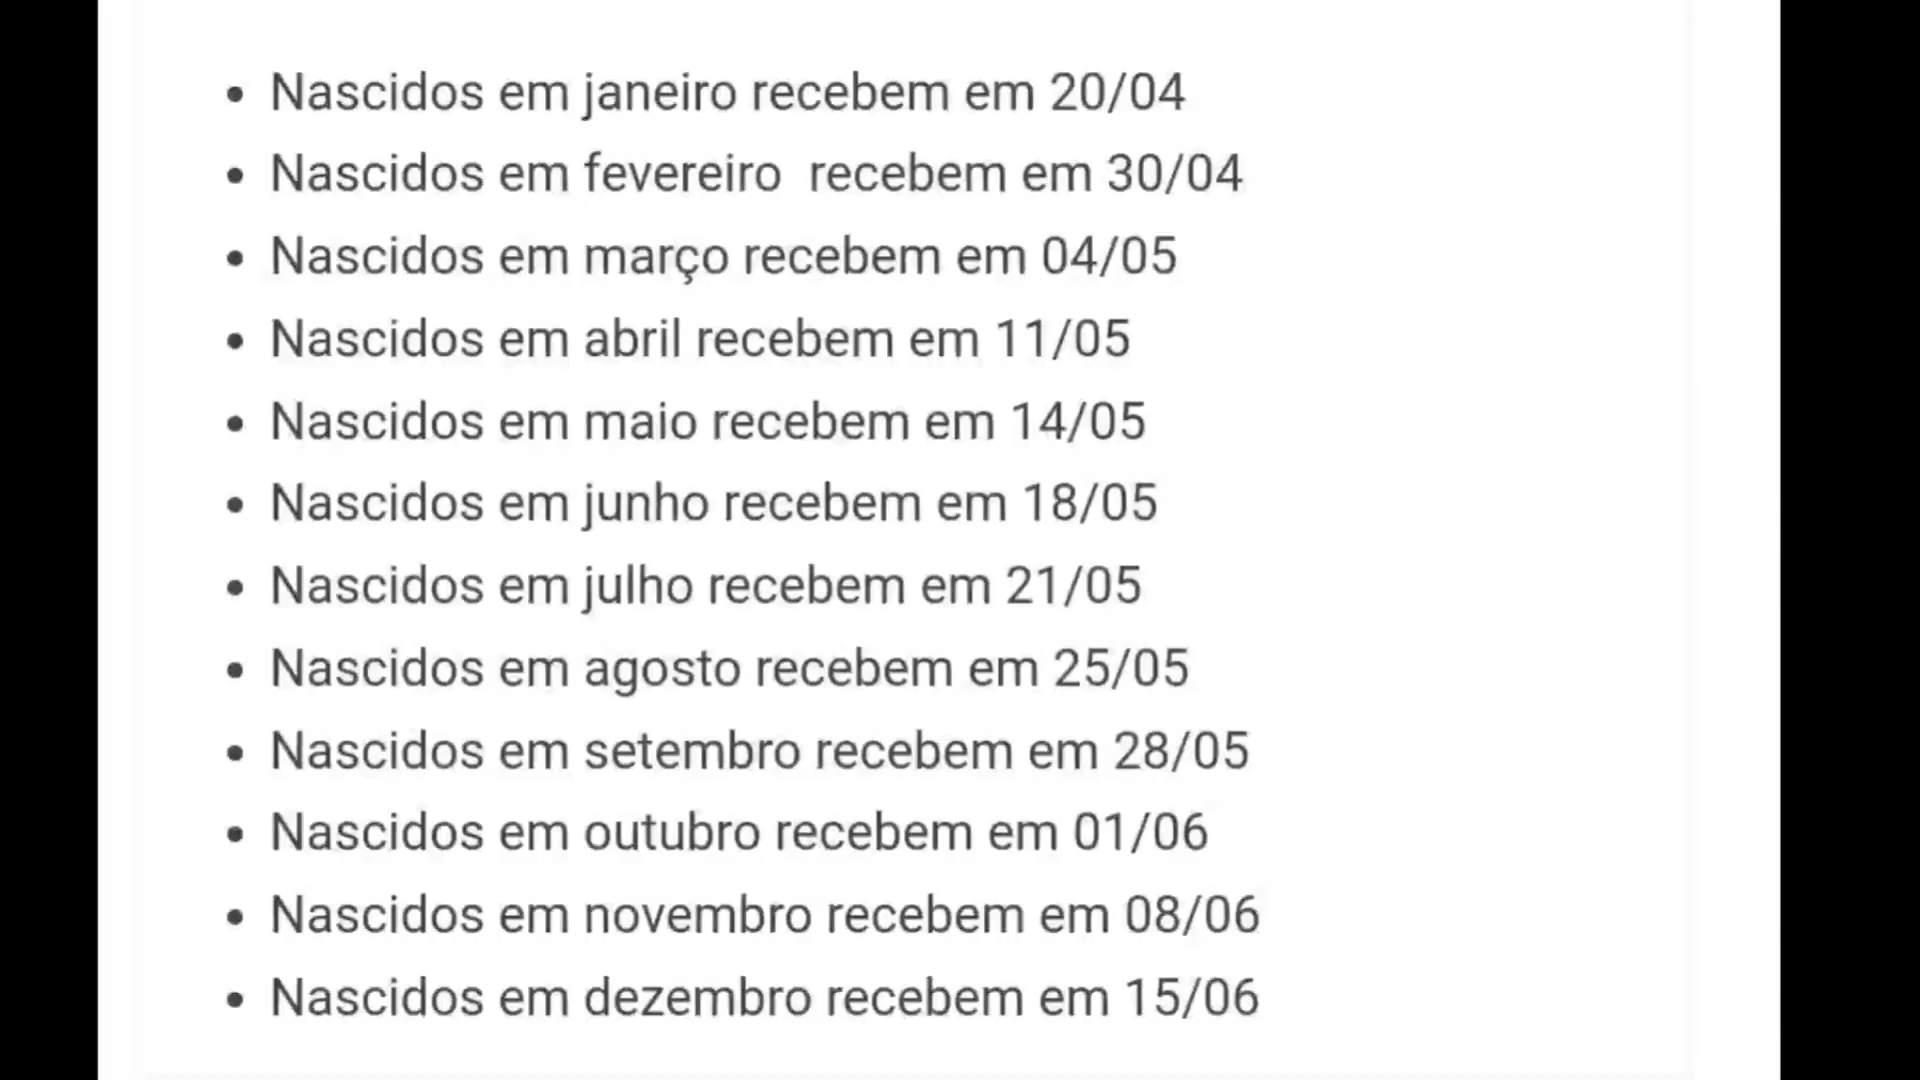 • Nascidos em janeiro recebem em 20/04
• Nascidos em fevereiro  recebem em 30/04
• Nascidos em março recebem em 04/05
• Nascidos em abril recebem em 11/05
• Nascidos em maio recebem em 14/05
• Nascidos em junho recebem em 18/05
• Nascidos em julho recebem em 21/05
• Nascidos em agosto recebem em 25/05
• Nascidos em setembro recebem em 28/05
• Nascidos em outubro recebem em 01/06
• Nascidos em novembro recebem em 08/06
• Nascidos em dezembro recebem em 15/06